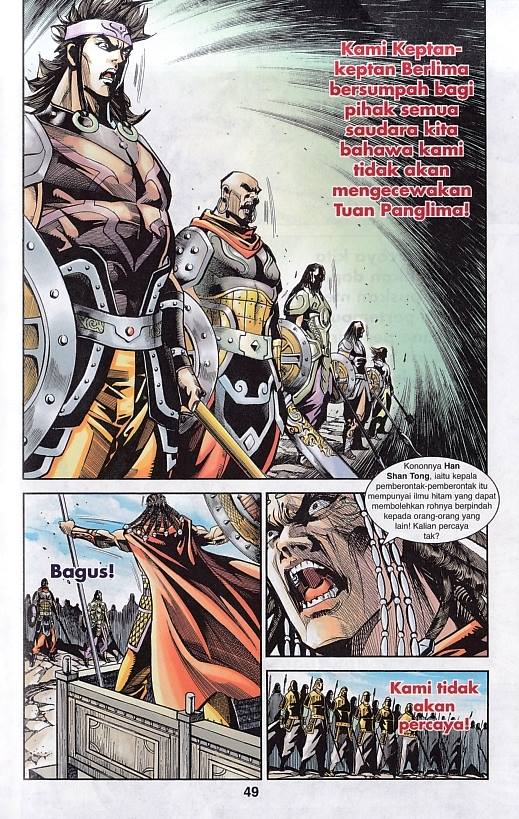 Kami Keptan-
keptan Berlima
bersumpah bagi
pihak semua
saudara kita
bahawa kami
tidak akan
mengecewakan
Tuan Panglima!
Kononnya Han
Shan Tong, iaitu kepala
pemberontak-pemberontak itu
mempunyai ilmu hitam yang dapat
membolehkan rohnya berpindah
kepada orang-orang yang
lain! Kalian percaya
tak?
Bagus!
Kami tidak
akan
percaya!
49